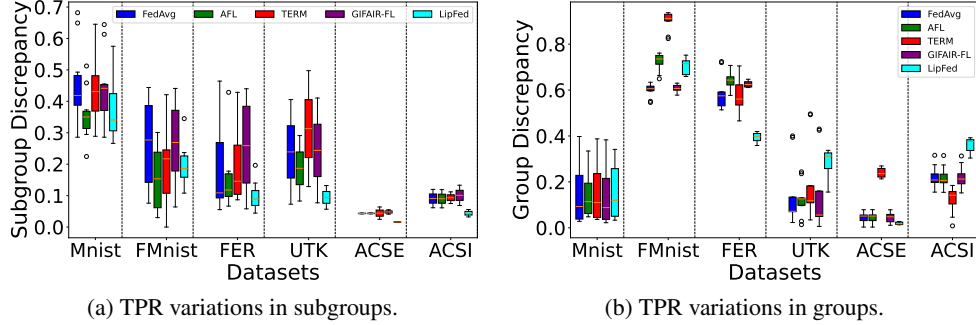 FedAvg AFL TERM GIFAIR-FL LipFed
0.7
0.6
0.5
0.4
0.3
0.2
0.1
0.0
Subgroup Discrepancy
Mnist FMnist FER UTK ACSE ACSI
Datasets
(a) TPR variations in subgroups.
FedAvg
AFL
TERM
GIFAIR-FL
LipFed
0.8
0.6
0.4
0.2
0.0
Group Discrepancy
Mnist FMnist FER UTK ACSE ACSI
Datasets
(b) TPR variations in groups.